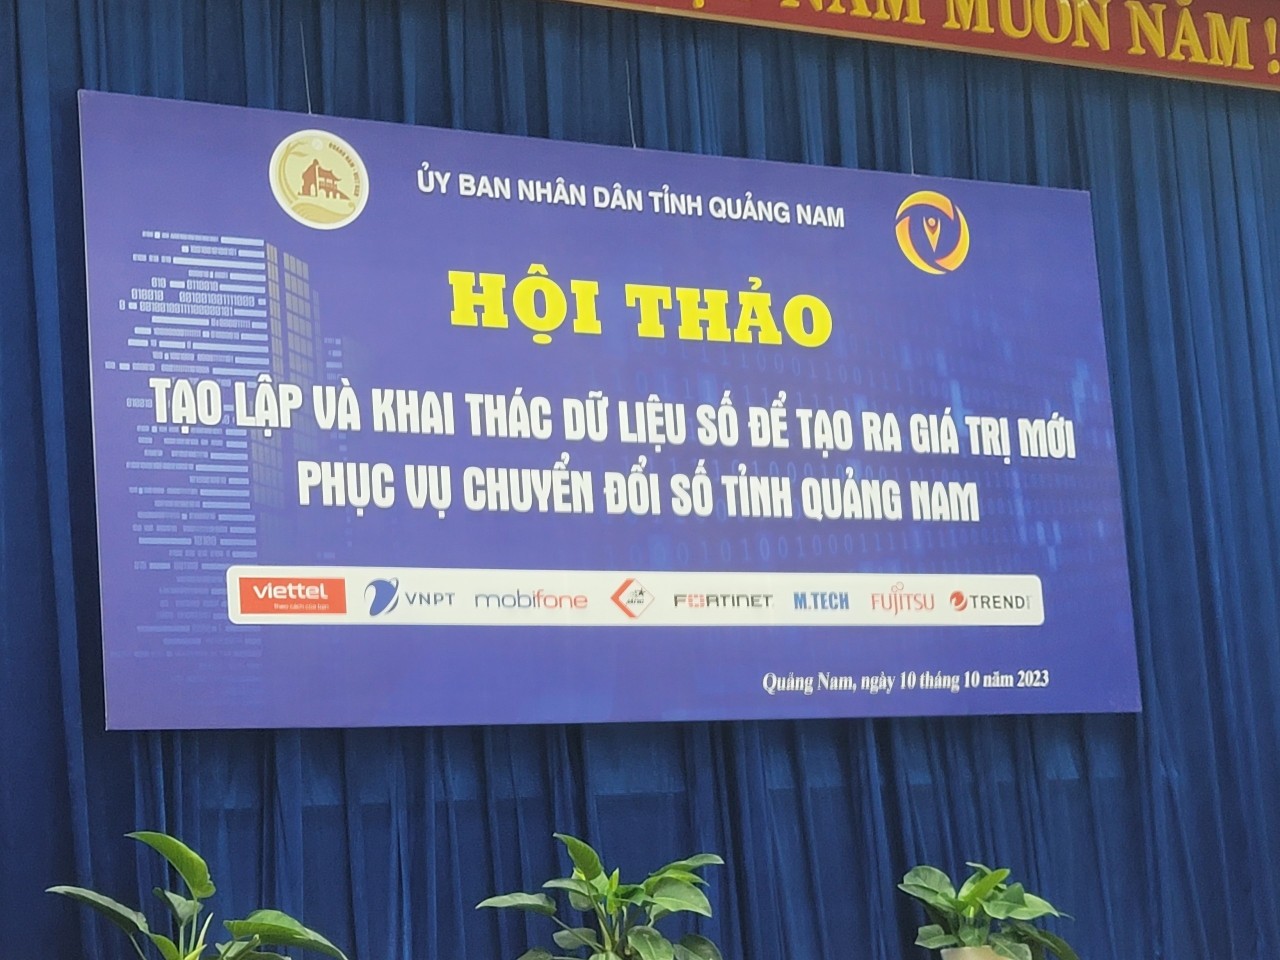 NĂM MUÔN NĂM !
ỦY BAN NHÂN DÂN TỈNH QUẢNG NAM
HỘI THẢO
TẠO LẬP VÀ KHAI THÁC DỮ LIỆU SỐ ĐỂ TẠO RA GIÁ TRỊ MỚI
PHỤC VỤ CHUYỂN ĐỔI SỐ TỈNH QUẢNG NAM
viettel VNPT mobifone FORTINET M.TECH FUJITSU TREND
Quảng Nam, ngày 10 tháng 10 năm 2023